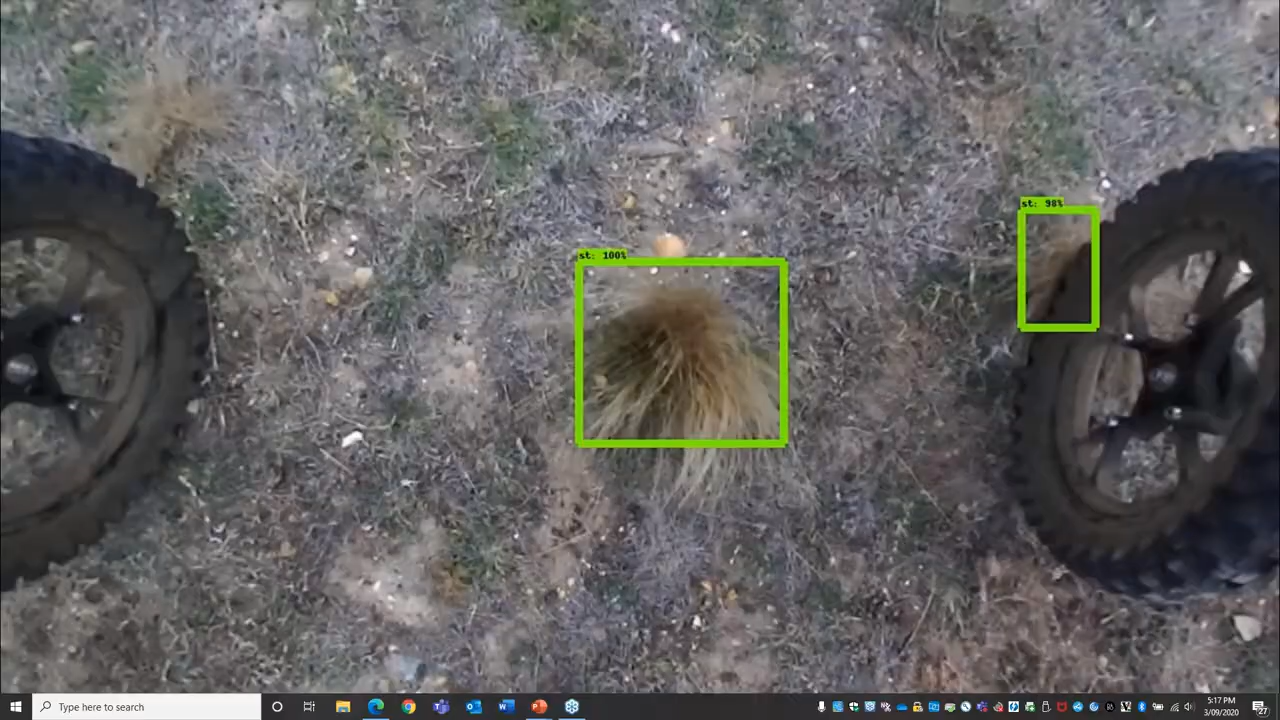 st: 98%
st: 100%
Type here to search
5:17 PM
3/09/2020
27